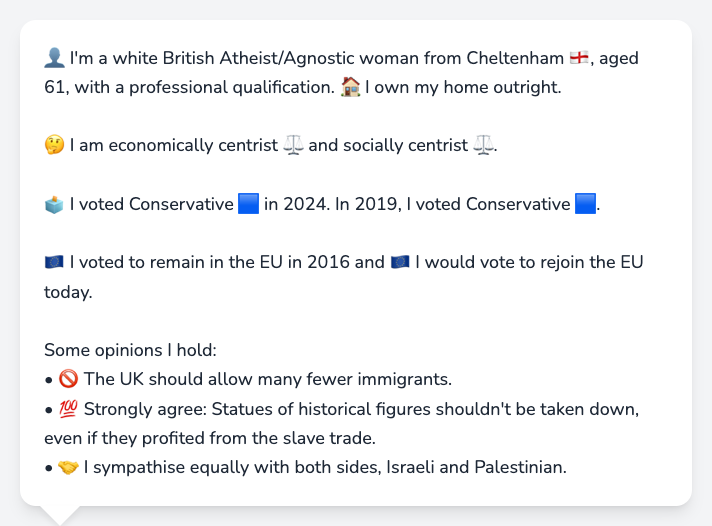 👤 I'm a white British Atheist/Agnostic woman from Cheltenham 🏴󠁧󠁢󠁥󠁮󠁧󠁿, aged
61, with a professional qualification. 🏠 I own my home outright.
🤔 I am economically centrist ⚖️ and socially centrist ⚖️.
🗳️ I voted Conservative 🟦 in 2024. In 2019, I voted Conservative 🟦.
🇪🇺 I voted to remain in the EU in 2016 and 🇪🇺 I would vote to rejoin the EU
today.
Some opinions I hold:
• 🚫 The UK should allow many fewer immigrants.
• 💯 Strongly agree: Statues of historical figures shouldn't be taken down,
even if they profited from the slave trade.
• 🤝 I sympathise equally with both sides, Israeli and Palestinian.